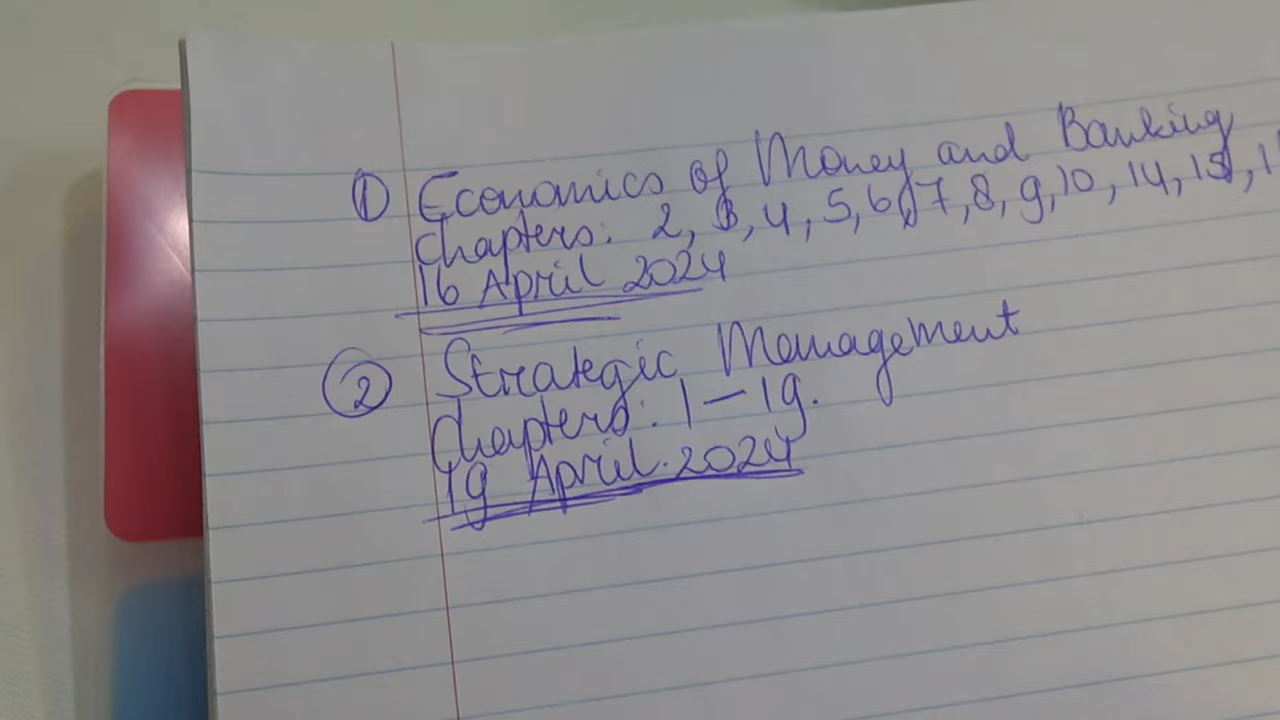 ① Economics of Money and Banking
Chapters: 2, 3, 4, 5, 6, 7, 8, 9, 10, 14, 15,
16 April 2024
② Strategic Management
Chapters: 1-19.
19 April 2024